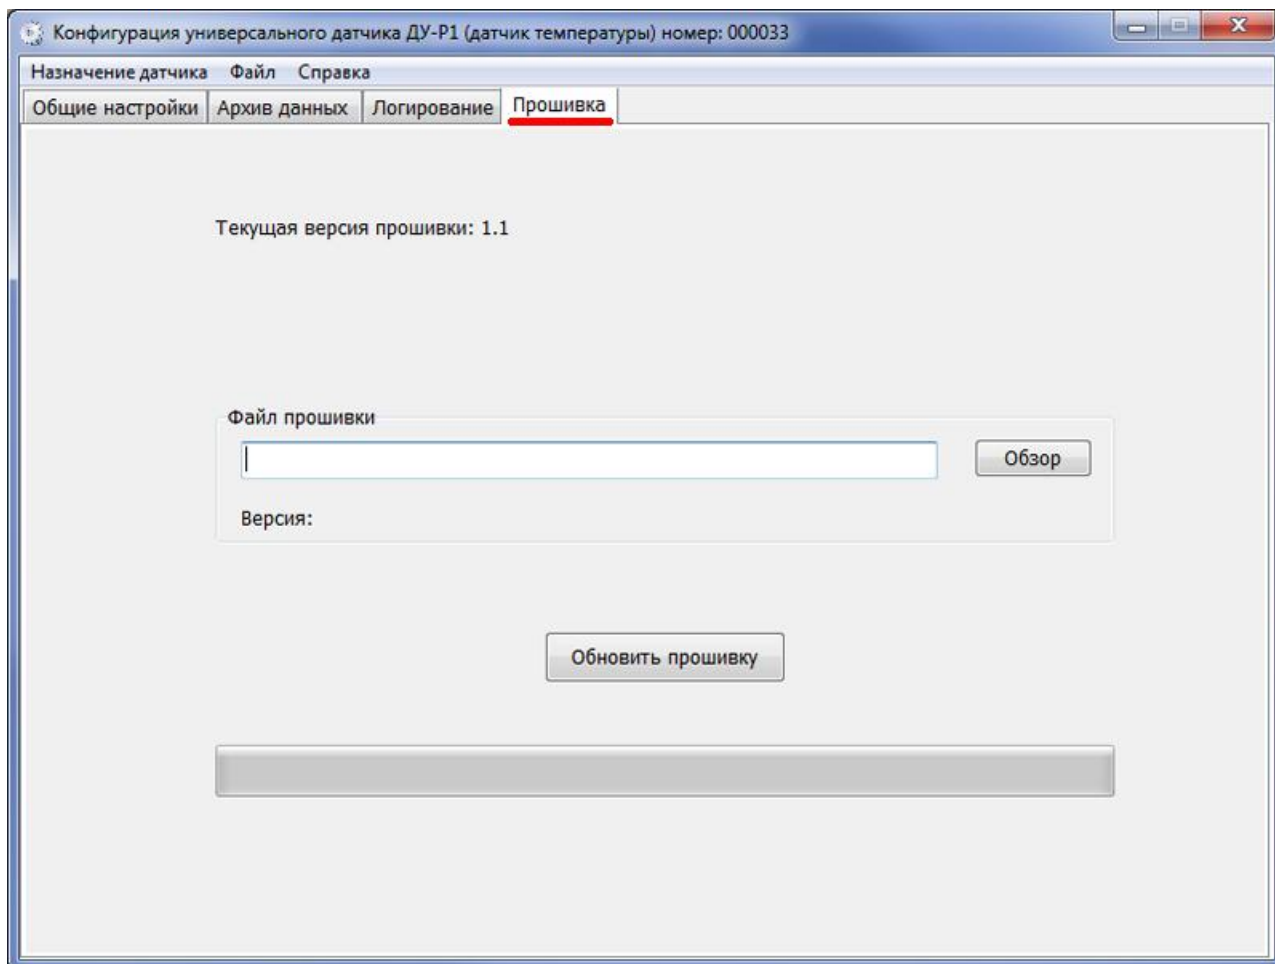 Конфигурация универсального датчика ДУ-Р1 (датчик температуры) номер: 000033
Назначение датчика Файл Справка
Общие настройки Архив данных Логирование Прошивка
Текущая версия прошивки: 1.1
Файл прошивки
Обзор
Версия:
Обновить прошивку